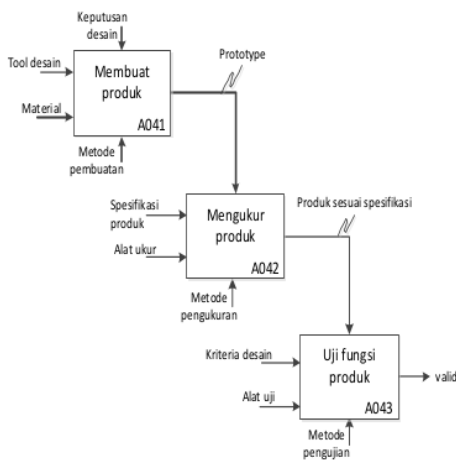 Keputusan
desain
Tool desain
Membuat
produk
Material
A041
Prototype
Metode
pembuatan
Spesifikasi
produk
Mengukur
produk
Produk sesuai spesifikasi
Alat ukur
A042
Metode
pengukuran
Kriteria desain
Uji fungsi
produk
valid
Alat uji
A043
Metode
pengujian